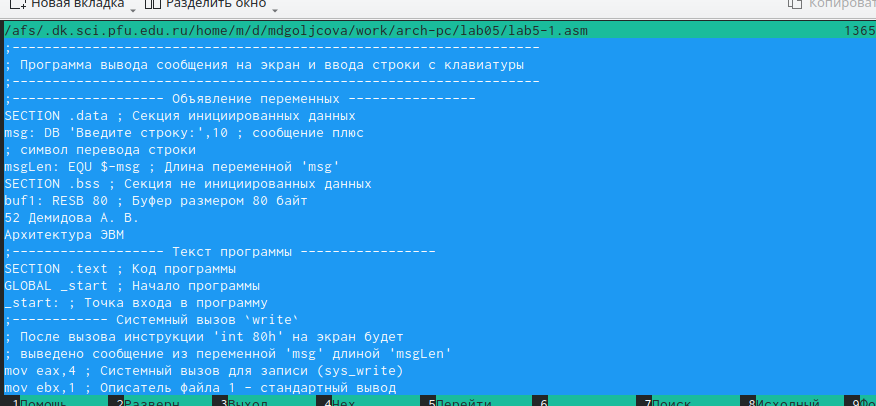 Новая вкладка Разделить окно Копировать
/afs/.dk.sci.pfu.edu.ru/home/m/d/mdgoljcova/work/arch-pc/lab05/lab5-1.asm 1365
;------------------------------------------------------------------
; Программа вывода сообщения на экран и ввода строки с клавиатуры
;------------------------------------------------------------------
;------------------- Объявление переменных ----------------
SECTION .data ; Секция инициированных данных
msg: DB 'Введите строку:',10 ; сообщение плюс
; символ перевода строки
msgLen: EQU $-msg ; Длина переменной 'msg'
SECTION .bss ; Секция не инициированных данных
buf1: RESB 80 ; Буфер размером 80 байт
52 Демидова А. В.
Архитектура ЭВМ
;------------------- Текст программы -----------------
SECTION .text ; Код программы
GLOBAL _start ; Начало программы
_start: ; Точка входа в программу
;------------ Системный вызов `write`
; После вызова инструкции 'int 80h' на экран будет
; выведено сообщение из переменной 'msg' длиной 'msgLen'
mov eax,4 ; Системный вызов для записи (sys_write)
mov ebx,1 ; Описатель файла 1 - стандартный вывод
1Помощь 2Разверн 3Выход 4Hex 5Перейти 6 7Поиск 8Исходный